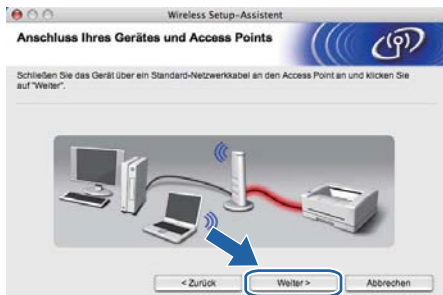 Wireless Setup-Assistent
Anschluss Ihres Gerätes und Access Points
Schließen Sie das Gerät über ein Standard-Netzwerkkabel an den Access Point an und klicken Sie
auf "Weiter".
< Zurück
Weiter >
Abbrechen